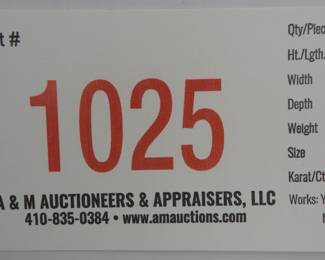 t #
1025
A & M AUCTIONEERS & APPRAISERS, LLC
410-835-0384 • www.amauctions.com
Qty/Piec
Ht./Lgth.
Width
Depth
Weight
Size
Karat/Ct
Works: Y